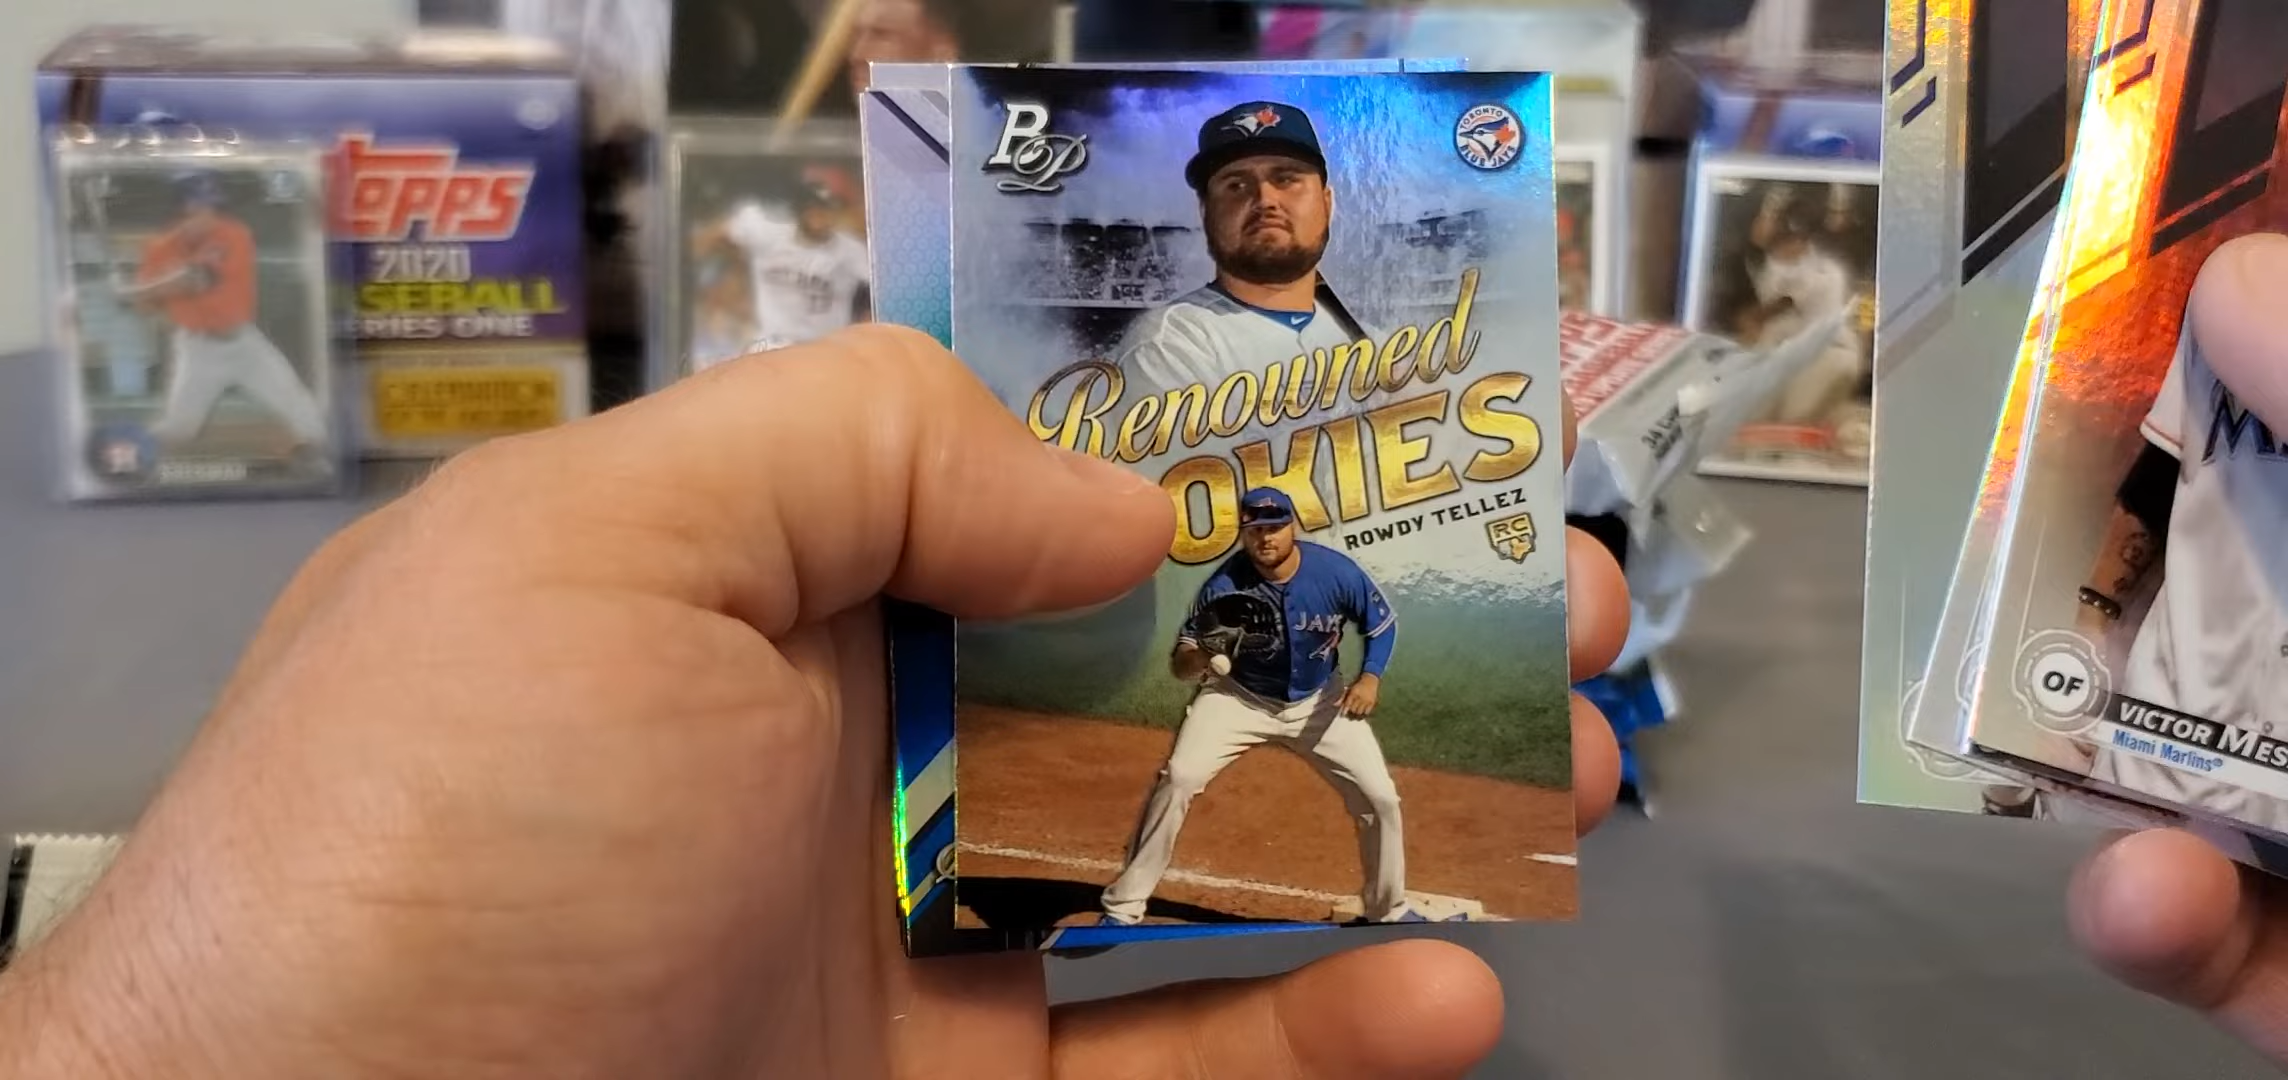 TOPPS
2020
SEBALL
ERIES ONE
BP
TORONTO
BLUE JAYS
Renowned
OKIES
ROWDY TELLEZ
RC
JAYS
OF
VICTOR MES
Miami Marlins®